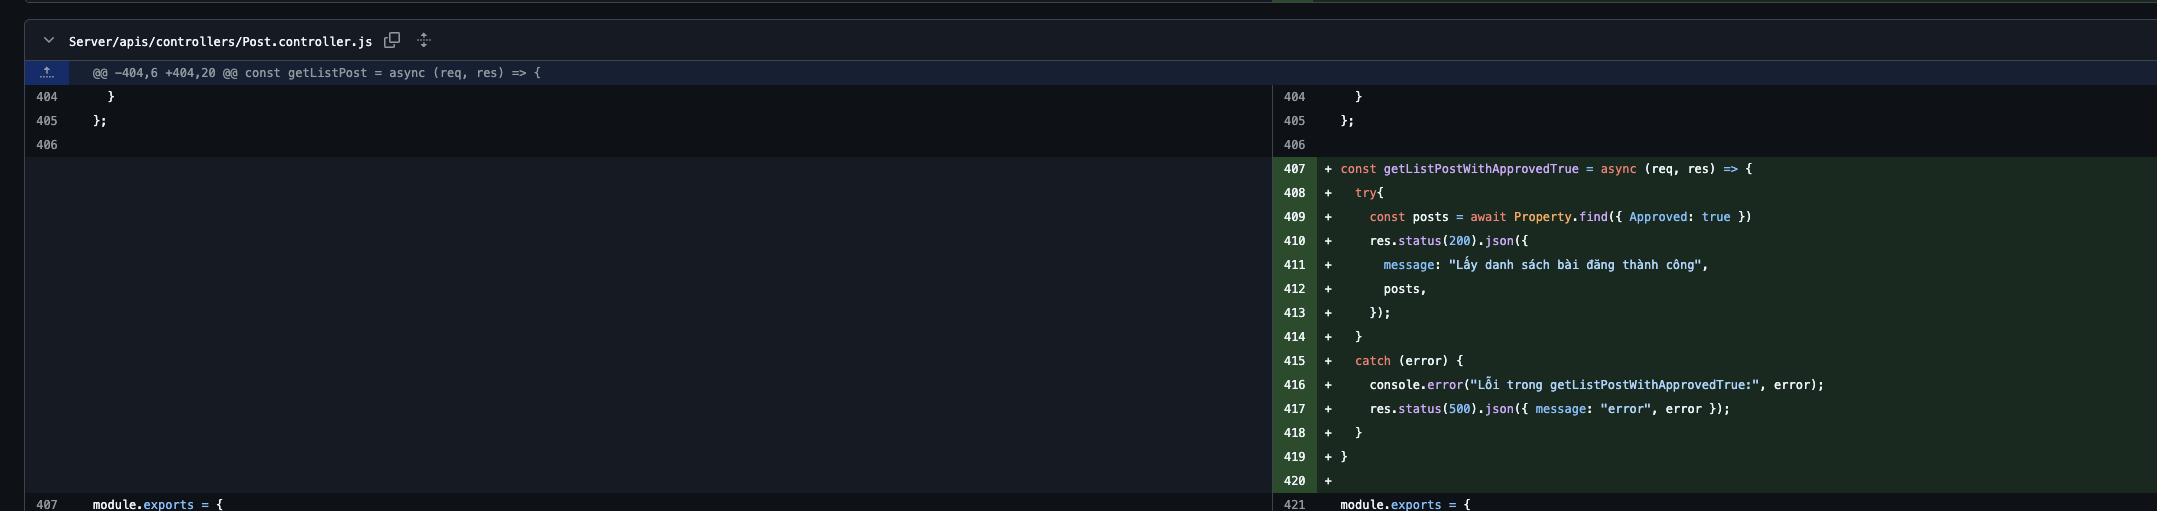 Server/apis/controllers/Post.controller.js
@@ -404,6 +404,20 @@ const getListPost = async (req, res) => {
404 }
405 };
406
407 module.exports = {
404 }
405 };
406
407 + const getListPostWithApprovedTrue = async (req, res) => {
408 + try{
409 + const posts = await Property.find({ Approved: true })
410 + res.status(200).json({
411 + message: "Lấy danh sách bài đăng thành công",
412 + posts,
413 + });
414 + }
415 + catch (error) {
416 + console.error("Lỗi trong getListPostWithApprovedTrue:", error);
417 + res.status(500).json({ message: "error", error });
418 + }
419 + }
420 +
421 module.exports = {